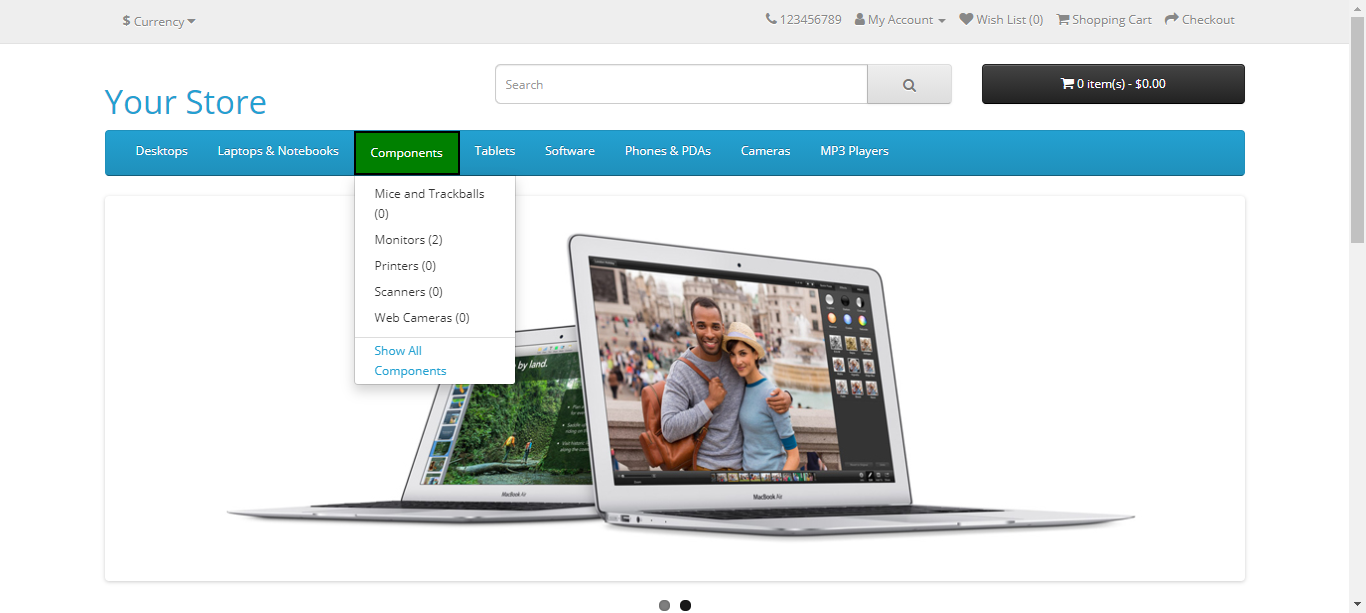 $ Currency
123456789 My Account Wish List (0) Shopping Cart Checkout
Your Store
Search
0 item(s) - $0.00
Desktops Laptops & Notebooks Components Tablets Software Phones & PDAs Cameras MP3 Players
Mice and Trackballs
(0)
Monitors (2)
Printers (0)
Scanners (0)
Web Cameras (0)
Show All
Components
by land.
MacBook Air
MacBook Air